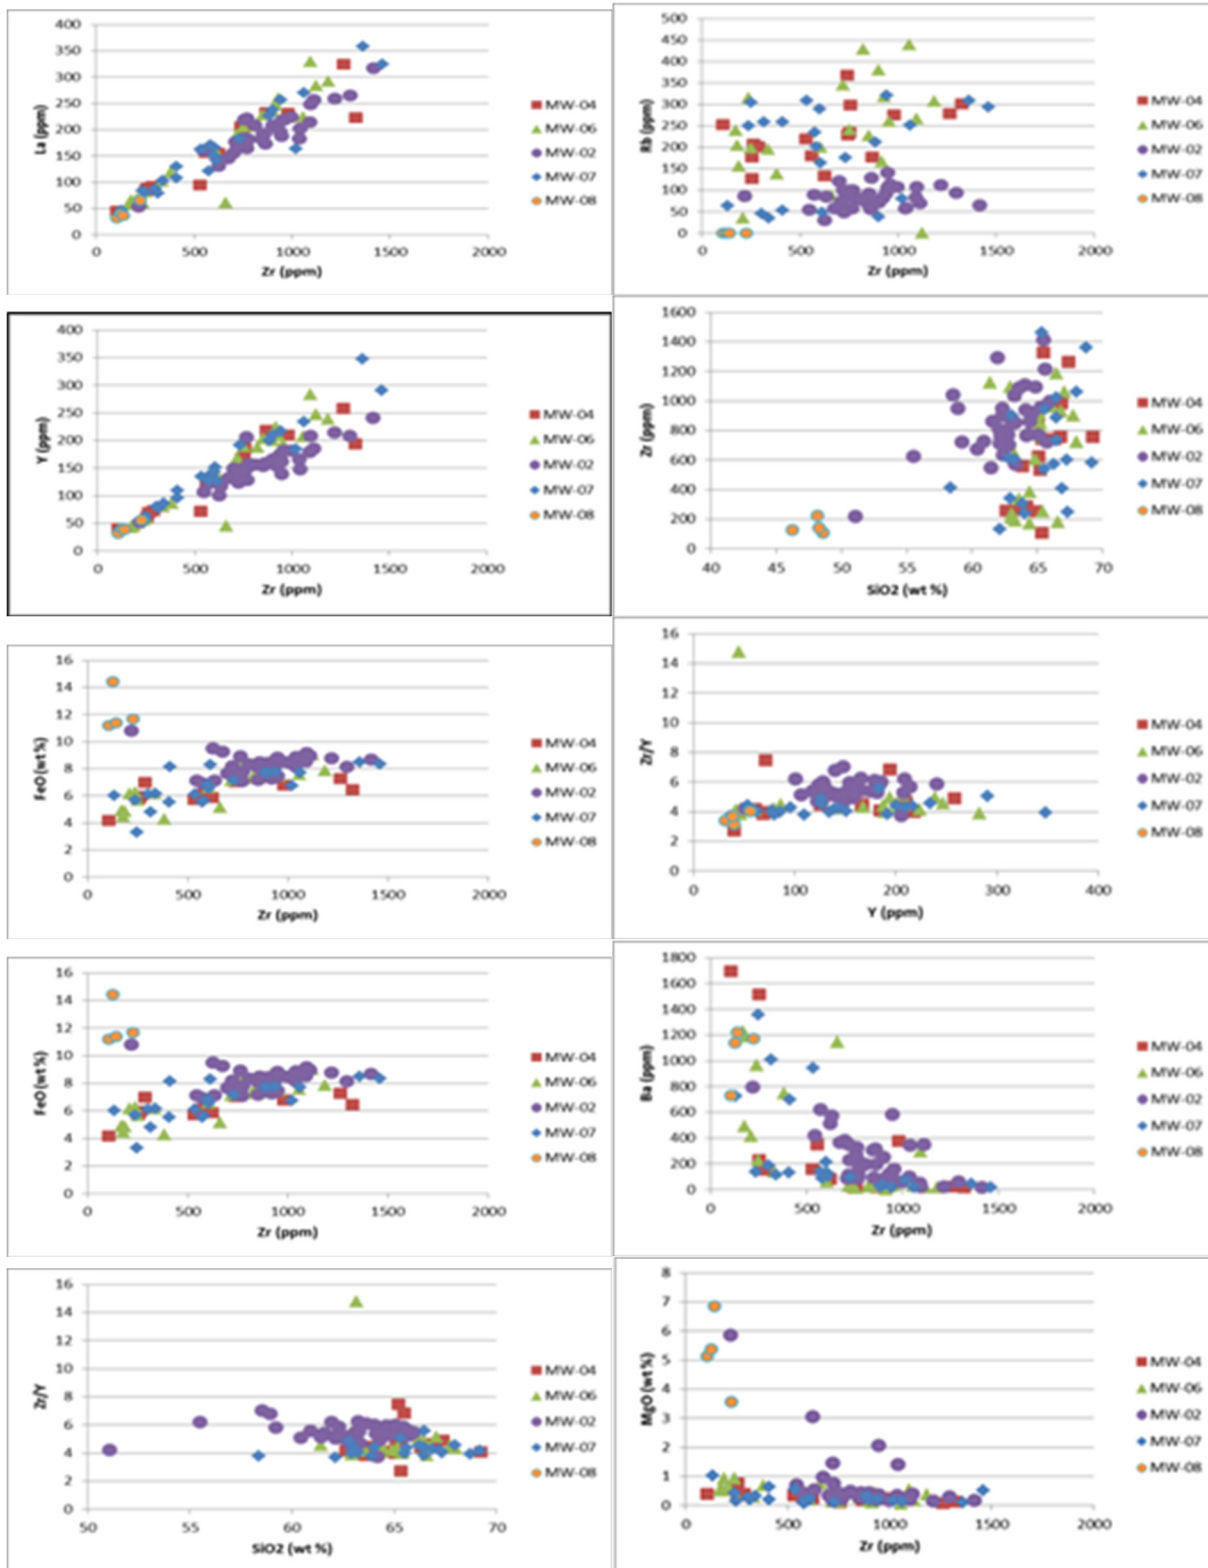 400
350
300
250
200
150
100
50
0
La (ppm)
0 500 1000 1500 2000
Zr (ppm)
MW-04
MW-06
MW-02
MW-07
MW-08
500
450
400
350
300
250
200
150
100
50
0
Rb (ppm)
0 500 1000 1500 2000
Zr (ppm)
MW-04
MW-06
MW-02
MW-07
MW-08
400
350
300
250
200
150
100
50
0
Y (ppm)
0 500 1000 1500 2000
Zr (ppm)
MW-04
MW-06
MW-02
MW-07
MW-08
1600
1400
1200
1000
800
600
400
200
0
Zr (ppm)
40 45 50 55 60 65 70
SiO2 (wt %)
MW-04
MW-06
MW-02
MW-07
MW-08
16
14
12
10
8
6
4
2
0
FeO (wt %)
0 500 1000 1500 2000
Zr (ppm)
MW-04
MW-06
MW-02
MW-07
MW-08
16
14
12
10
8
6
4
2
0
Zr/Y
0 100 200 300 400
Y (ppm)
MW-04
MW-06
MW-02
MW-07
MW-08
16
14
12
10
8
6
4
2
0
FeO (wt %)
0 500 1000 1500 2000
Zr (ppm)
MW-04
MW-06
MW-02
MW-07
MW-08
1800
1600
1400
1200
1000
800
600
400
200
0
Ba (ppm)
0 500 1000 1500 2000
Zr (ppm)
MW-04
MW-06
MW-02
MW-07
MW-08
16
14
12
10
8
6
4
2
0
Zr/Y
50 55 60 65 70
SiO2 (wt %)
MW-04
MW-06
MW-02
MW-07
MW-08
8
7
6
5
4
3
2
1
0
MgO (wt %)
0 500 1000 1500 2000
Zr (ppm)
MW-04
MW-06
MW-02
MW-07
MW-08